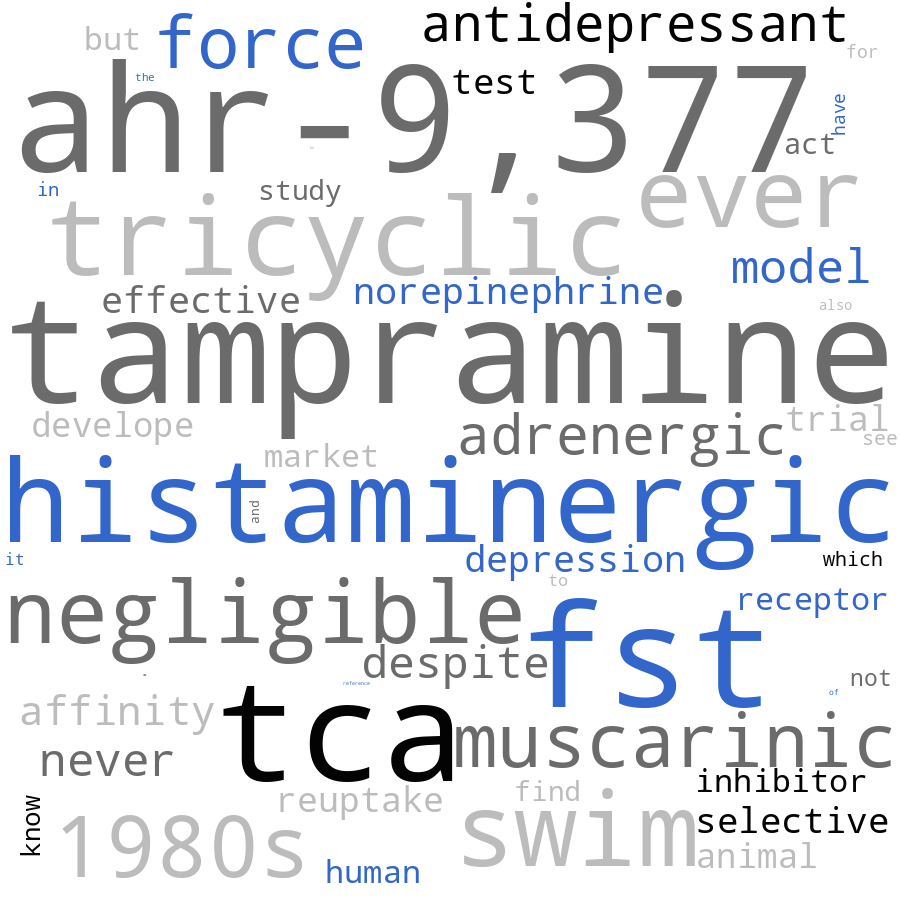 antidepressant
but force
for
the
test
ahr-9,377
have
act
in study
ever
tricyclic
model
effective norepinephrine
also
tampramine
develope
trial
adrenergic
see
market
histaminergic
and
it
depression
which
to
negligible
receptor
fst
despite
not
reference
of
affinity
tca
muscarinic
never
inhibitor
find
reuptake
know
selective
1980s
swim
animal
human